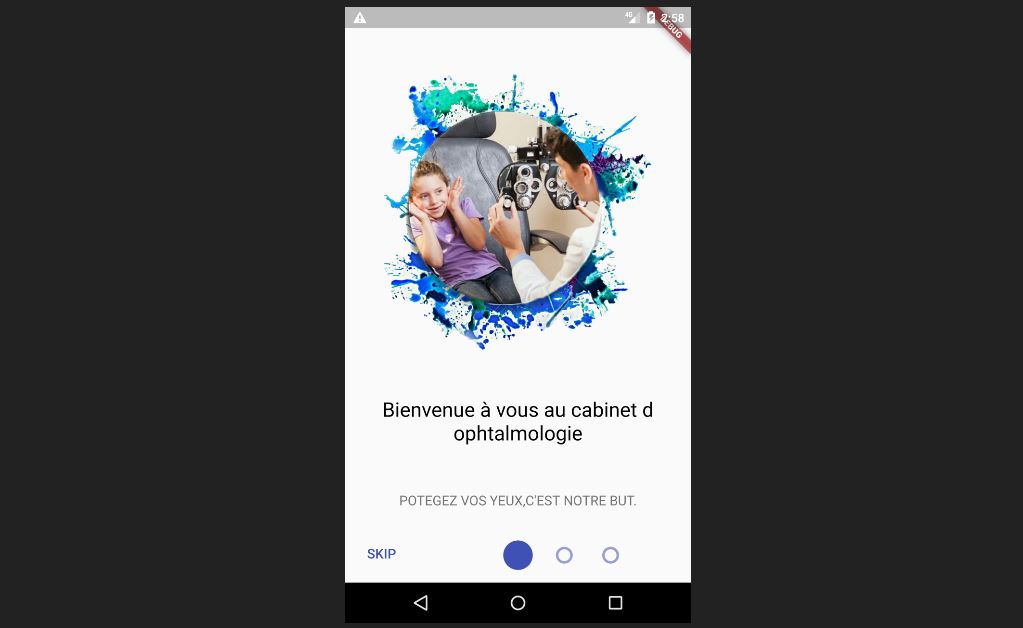 4G 2:58
DEBUG
Bienvenue à vous au cabinet d
ophtalmologie
POTEGEZ VOS YEUX,C'EST NOTRE BUT.
SKIP